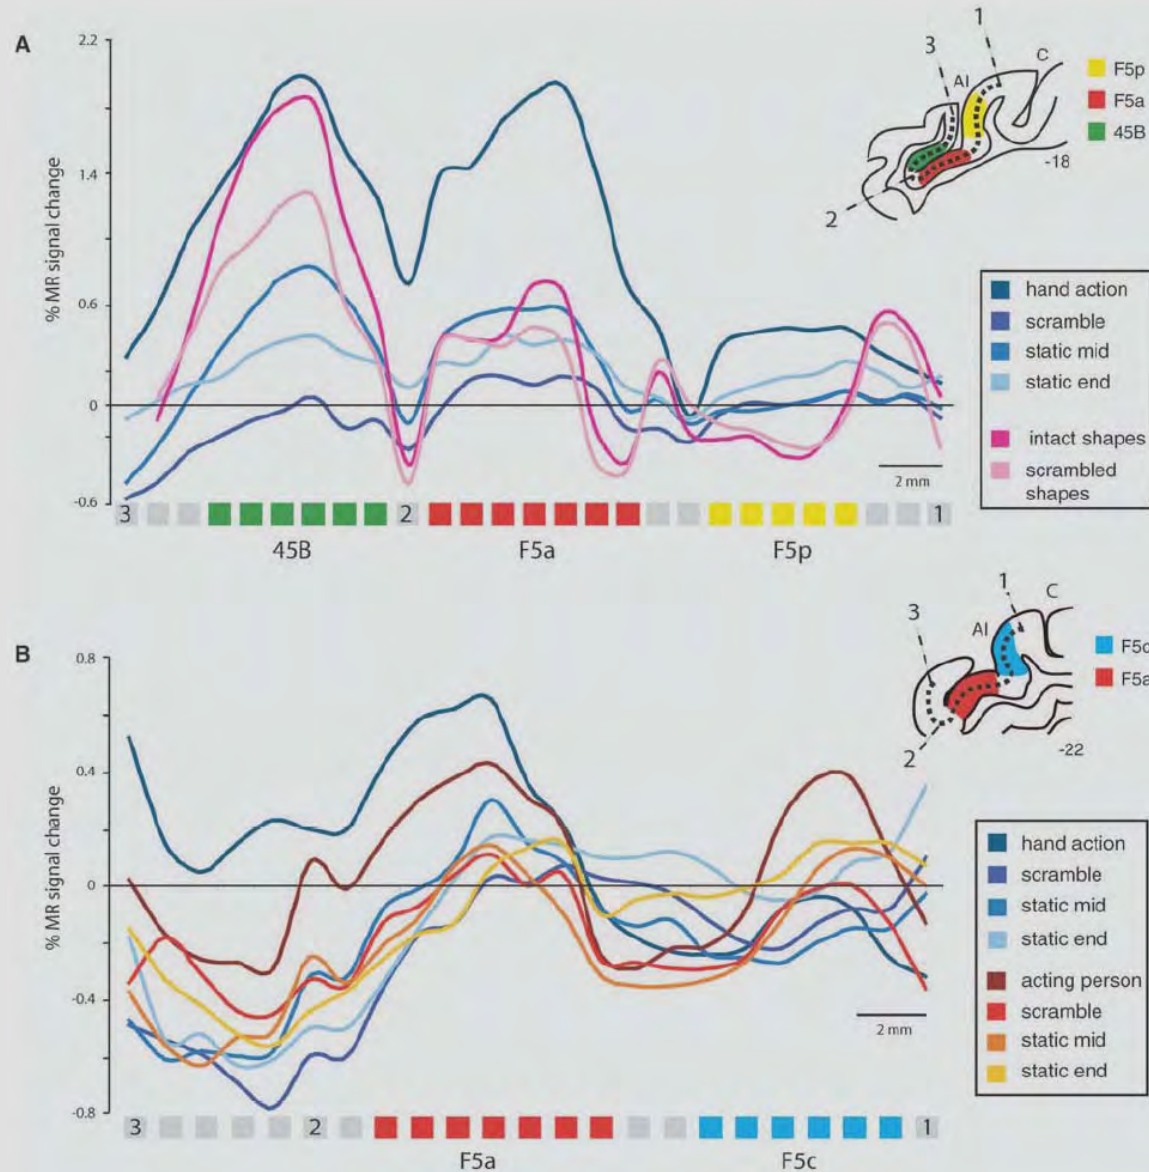 A
2.2
1.4
0.6
0
-0.6
% MR signal change
1
3
C
AI
2
-18
F5p
F5a
45B
hand action
scramble
static mid
static end
intact shapes
scrambled
shapes
2 mm
3
2
1
45B
F5a
F5p
B
0.8
0.4
0
-0.4
-0.8
% MR signal change
1
3
C
AI
2
-22
F5c
F5a
hand action
scramble
static mid
static end
acting person
scramble
static mid
static end
2 mm
3
2
1
F5a
F5c